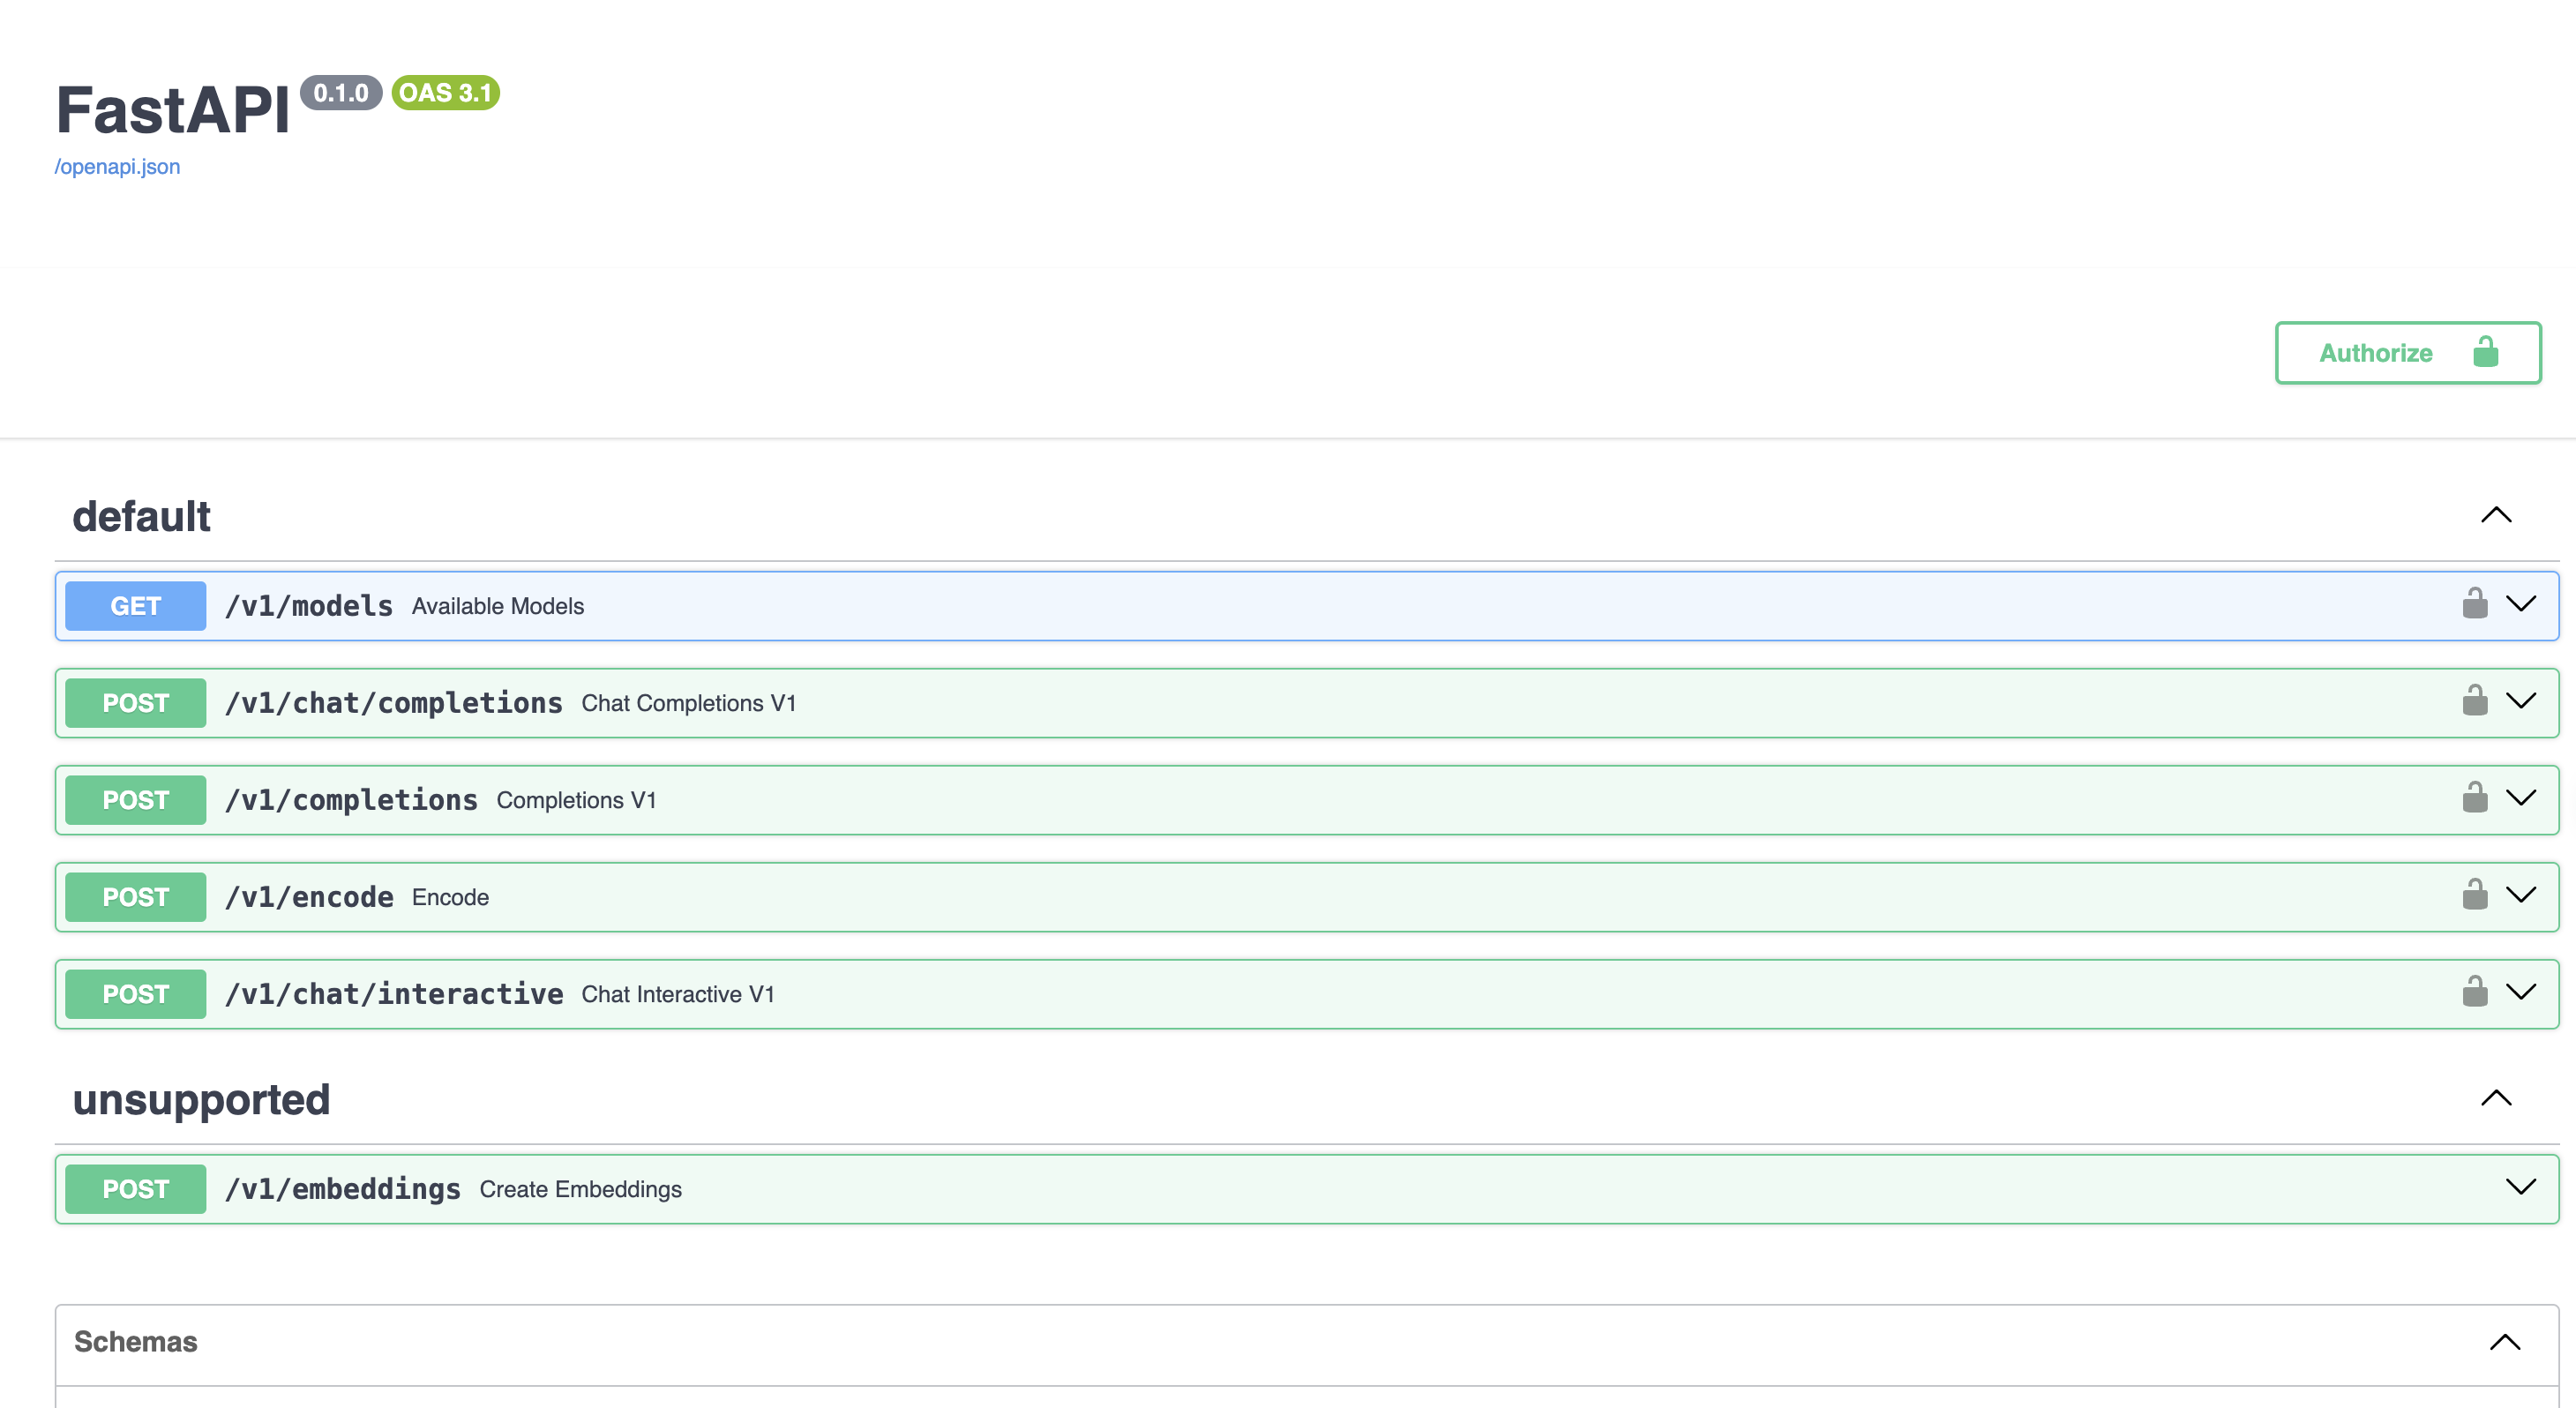 FastAPI 0.1.0 OAS 3.1
/openapi.json
Authorize
default
GET /v1/models Available Models
POST /v1/chat/completions Chat Completions V1
POST /v1/completions Completions V1
POST /v1/encode Encode
POST /v1/chat/interactive Chat Interactive V1
unsupported
POST /v1/embeddings Create Embeddings
Schemas